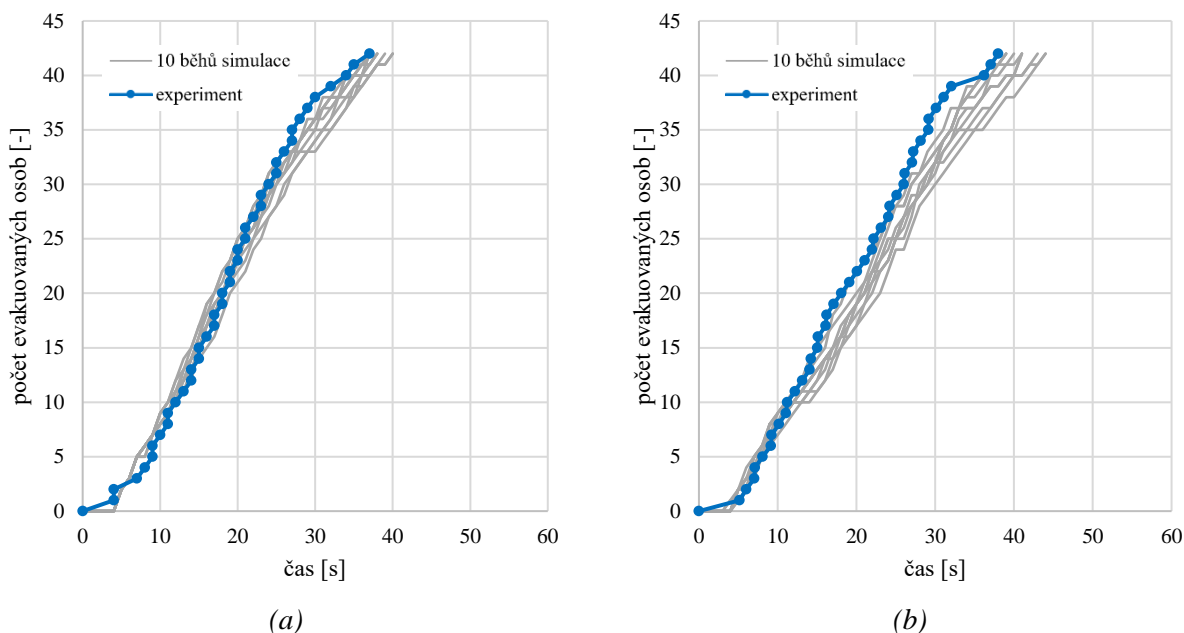 45
40
35
30
25
20
15
10
5
0
počet evakuovaných osob [-]
10 běhů simulace
experiment
0 10 20 30 40 50 60
čas [s]
(a)
45
40
35
30
25
20
15
10
5
0
počet evakuovaných osob [-]
10 běhů simulace
experiment
0 10 20 30 40 50 60
čas [s]
(b)